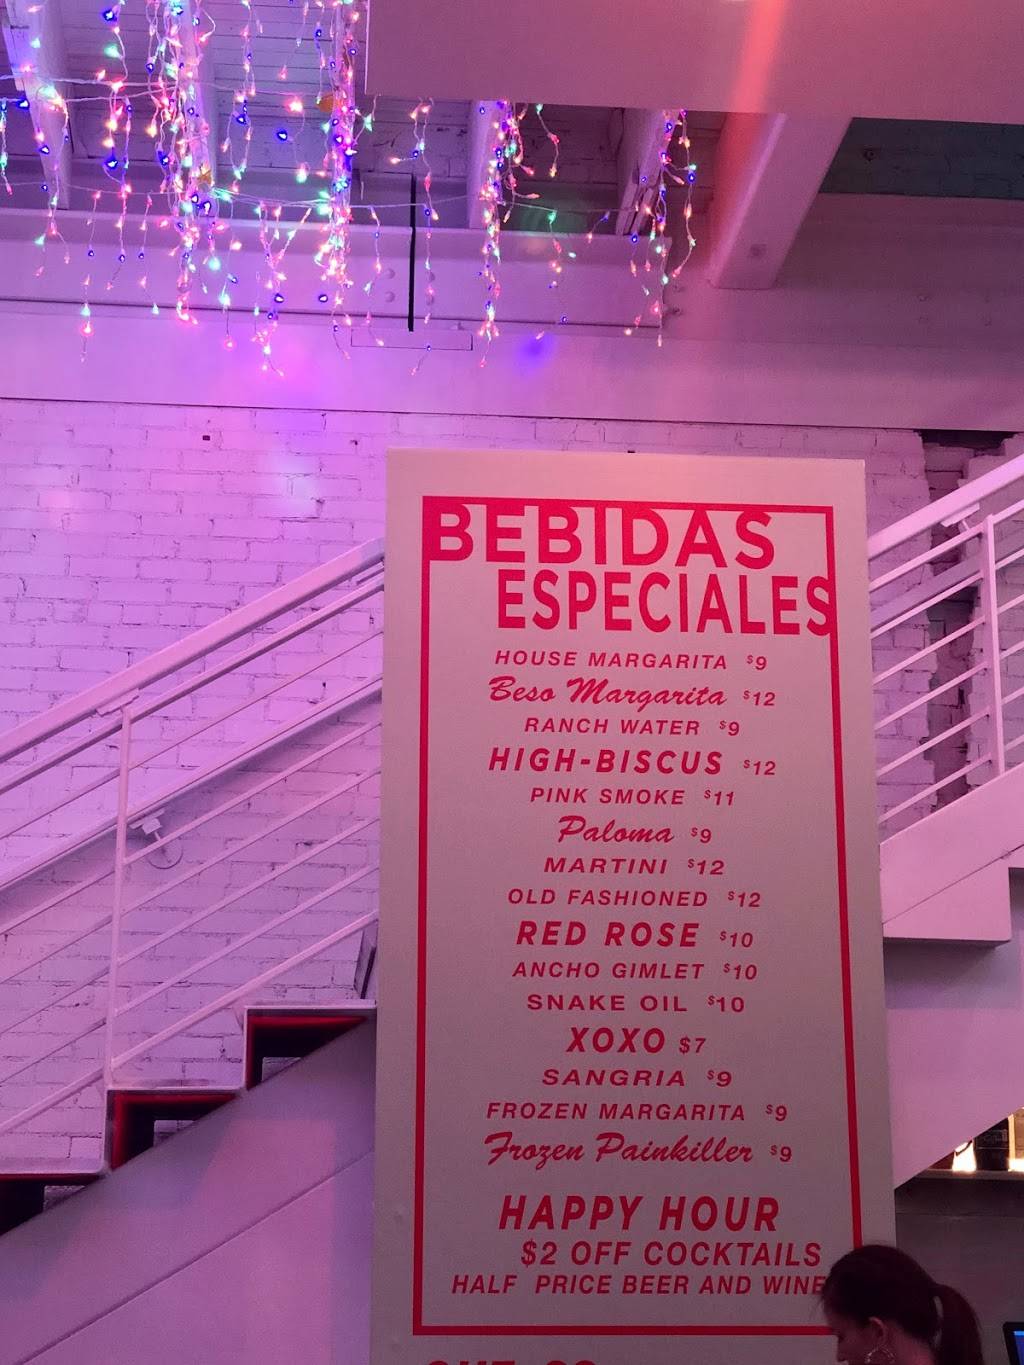 BEBIDAS
ESPECIALES
HOUSE MARGARITA $9
Beso Margarita $12
RANCH WATER $9
HIGH-BISCUS $12
PINK SMOKE $11
Paloma $9
MARTINI $12
OLD FASHIONED $12
RED ROSE $10
ANCHO GIMLET $10
SNAKE OIL $10
XOXO $7
SANGRIA $9
FROZEN MARGARITA $9
Frozen Painkiller $9
HAPPY HOUR
$2 OFF COCKTAILS
HALF PRICE BEER AND WINE